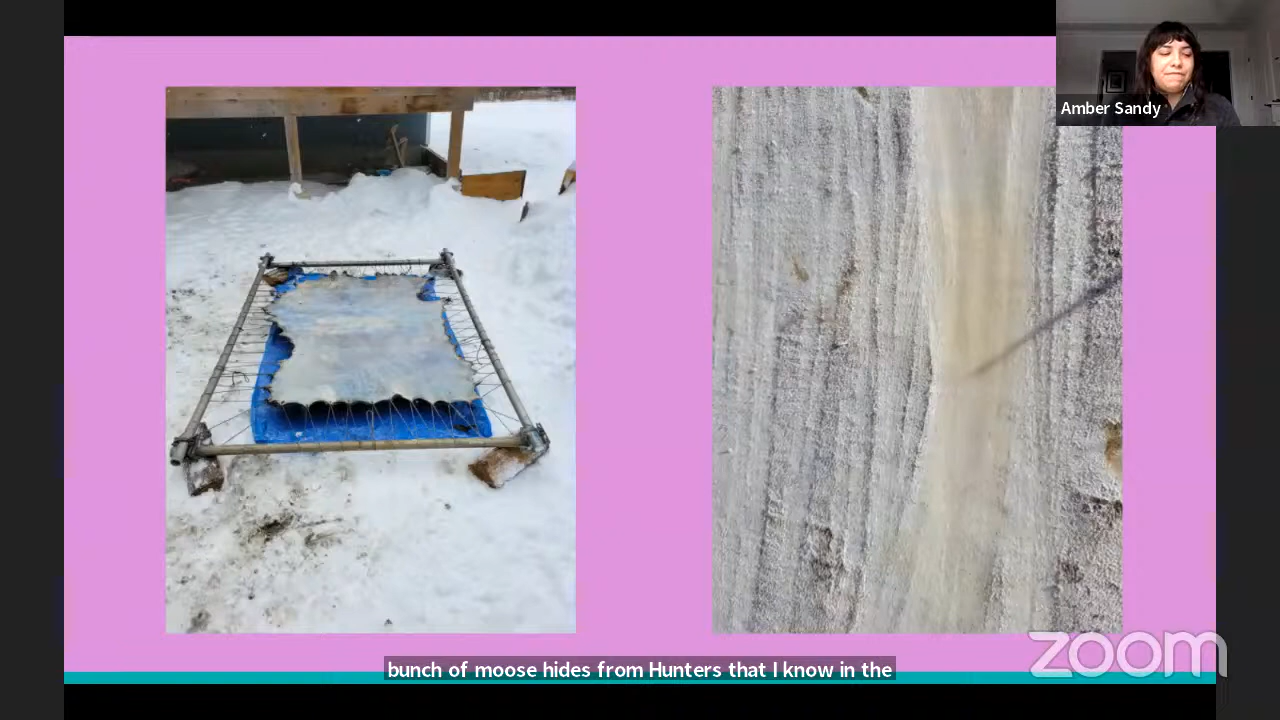 Amber Sandy
bunch of moose hides from Hunters that I know in the
zoom